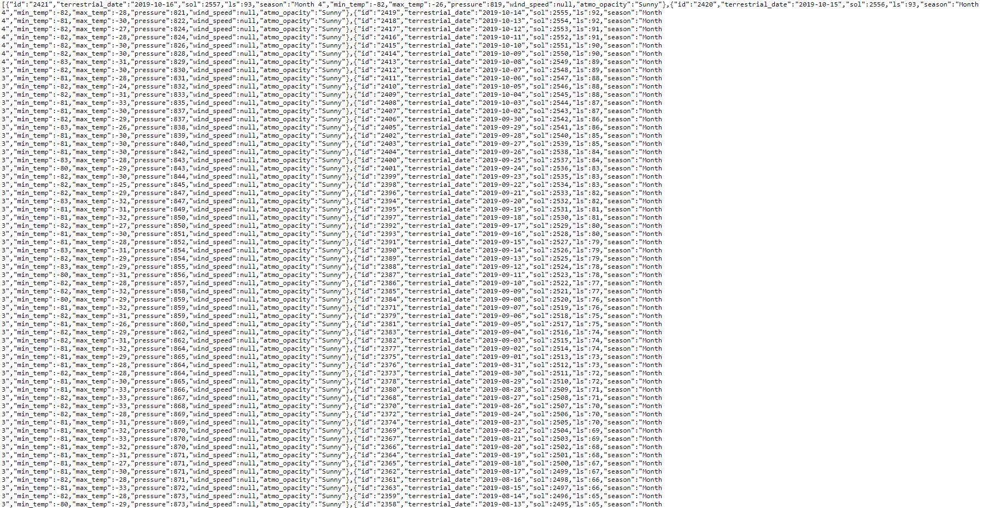 [{"id":"2421","terrestrial_date":"2019-10-16","sol":2557,"ls":93,"season":"Month 4","min_temp":-82,"max_temp":-26,"pressure":819,"wind_speed":null,"atmo_opacity":"Sunny"},{"id":"2420","terrestrial_date":"2019-10-15","sol":2556,"ls":93,"season":"Month
4","min_temp":-82,"max_temp":-28,"pressure":821,"wind_speed":null,"atmo_opacity":"Sunny"},{"id":"2419","terrestrial_date":"2019-10-14","sol":2555,"ls":92,"season":"Month
4","min_temp":-81,"max_temp":-30,"pressure":822,"wind_speed":null,"atmo_opacity":"Sunny"},{"id":"2418","terrestrial_date":"2019-10-13","sol":2554,"ls":92,"season":"Month
4","min_temp":-82,"max_temp":-27,"pressure":824,"wind_speed":null,"atmo_opacity":"Sunny"},{"id":"2417","terrestrial_date":"2019-10-12","sol":2553,"ls":91,"season":"Month
4","min_temp":-82,"max_temp":-28,"pressure":824,"wind_speed":null,"atmo_opacity":"Sunny"},{"id":"2416","terrestrial_date":"2019-10-11","sol":2552,"ls":91,"season":"Month
4","min_temp":-82,"max_temp":-30,"pressure":826,"wind_speed":null,"atmo_opacity":"Sunny"},{"id":"2415","terrestrial_date":"2019-10-10","sol":2551,"ls":90,"season":"Month
4","min_temp":-82,"max_temp":-30,"pressure":828,"wind_speed":null,"atmo_opacity":"Sunny"},{"id":"2414","terrestrial_date":"2019-10-09","sol":2550,"ls":90,"season":"Month
4","min_temp":-83,"max_temp":-31,"pressure":829,"wind_speed":null,"atmo_opacity":"Sunny"},{"id":"2413","terrestrial_date":"2019-10-08","sol":2549,"ls":89,"season":"Month
3","min_temp":-82,"max_temp":-30,"pressure":830,"wind_speed":null,"atmo_opacity":"Sunny"},{"id":"2412","terrestrial_date":"2019-10-07","sol":2548,"ls":89,"season":"Month
3","min_temp":-81,"max_temp":-28,"pressure":831,"wind_speed":null,"atmo_opacity":"Sunny"},{"id":"2411","terrestrial_date":"2019-10-06","sol":2547,"ls":88,"season":"Month
3","min_temp":-82,"max_temp":-24,"pressure":832,"wind_speed":null,"atmo_opacity":"Sunny"},{"id":"2410","terrestrial_date":"2019-10-05","sol":2546,"ls":88,"season":"Month
3","min_temp":-82,"max_temp":-31,"pressure":833,"wind_speed":null,"atmo_opacity":"Sunny"},{"id":"2409","terrestrial_date":"2019-10-04","sol":2545,"ls":88,"season":"Month
3","min_temp":-81,"max_temp":-33,"pressure":835,"wind_speed":null,"atmo_opacity":"Sunny"},{"id":"2408","terrestrial_date":"2019-10-03","sol":2544,"ls":87,"season":"Month
3","min_temp":-81,"max_temp":-30,"pressure":837,"wind_speed":null,"atmo_opacity":"Sunny"},{"id":"2407","terrestrial_date":"2019-10-02","sol":2543,"ls":87,"season":"Month
3","min_temp":-82,"max_temp":-29,"pressure":837,"wind_speed":null,"atmo_opacity":"Sunny"},{"id":"2406","terrestrial_date":"2019-09-30","sol":2542,"ls":86,"season":"Month
3","min_temp":-83,"max_temp":-26,"pressure":838,"wind_speed":null,"atmo_opacity":"Sunny"},{"id":"2405","terrestrial_date":"2019-09-29","sol":2541,"ls":86,"season":"Month
3","min_temp":-81,"max_temp":-30,"pressure":839,"wind_speed":null,"atmo_opacity":"Sunny"},{"id":"2402","terrestrial_date":"2019-09-28","sol":2540,"ls":85,"season":"Month
3","min_temp":-81,"max_temp":-30,"pressure":840,"wind_speed":null,"atmo_opacity":"Sunny"},{"id":"2403","terrestrial_date":"2019-09-27","sol":2539,"ls":85,"season":"Month
3","min_temp":-81,"max_temp":-30,"pressure":842,"wind_speed":null,"atmo_opacity":"Sunny"},{"id":"2404","terrestrial_date":"2019-09-26","sol":2538,"ls":84,"season":"Month
3","min_temp":-83,"max_temp":-28,"pressure":843,"wind_speed":null,"atmo_opacity":"Sunny"},{"id":"2400","terrestrial_date":"2019-09-25","sol":2537,"ls":84,"season":"Month
3","min_temp":-80,"max_temp":-29,"pressure":843,"wind_speed":null,"atmo_opacity":"Sunny"},{"id":"2401","terrestrial_date":"2019-09-24","sol":2536,"ls":83,"season":"Month
3","min_temp":-82,"max_temp":-30,"pressure":844,"wind_speed":null,"atmo_opacity":"Sunny"},{"id":"2399","terrestrial_date":"2019-09-23","sol":2535,"ls":83,"season":"Month
3","min_temp":-82,"max_temp":-25,"pressure":845,"wind_speed":null,"atmo_opacity":"Sunny"},{"id":"2398","terrestrial_date":"2019-09-22","sol":2534,"ls":83,"season":"Month
3","min_temp":-82,"max_temp":-29,"pressure":847,"wind_speed":null,"atmo_opacity":"Sunny"},{"id":"2396","terrestrial_date":"2019-09-21","sol":2533,"ls":82,"season":"Month
3","min_temp":-83,"max_temp":-32,"pressure":847,"wind_speed":null,"atmo_opacity":"Sunny"},{"id":"2394","terrestrial_date":"2019-09-20","sol":2532,"ls":82,"season":"Month
3","min_temp":-81,"max_temp":-31,"pressure":849,"wind_speed":null,"atmo_opacity":"Sunny"},{"id":"2395","terrestrial_date":"2019-09-19","sol":2531,"ls":81,"season":"Month
3","min_temp":-81,"max_temp":-32,"pressure":850,"wind_speed":null,"atmo_opacity":"Sunny"},{"id":"2397","terrestrial_date":"2019-09-18","sol":2530,"ls":81,"season":"Month
3","min_temp":-82,"max_temp":-27,"pressure":850,"wind_speed":null,"atmo_opacity":"Sunny"},{"id":"2392","terrestrial_date":"2019-09-17","sol":2529,"ls":80,"season":"Month
3","min_temp":-81,"max_temp":-30,"pressure":851,"wind_speed":null,"atmo_opacity":"Sunny"},{"id":"2393","terrestrial_date":"2019-09-16","sol":2528,"ls":80,"season":"Month
3","min_temp":-81,"max_temp":-28,"pressure":852,"wind_speed":null,"atmo_opacity":"Sunny"},{"id":"2391","terrestrial_date":"2019-09-15","sol":2527,"ls":79,"season":"Month
3","min_temp":-83,"max_temp":-31,"pressure":854,"wind_speed":null,"atmo_opacity":"Sunny"},{"id":"2390","terrestrial_date":"2019-09-14","sol":2526,"ls":79,"season":"Month
3","min_temp":-82,"max_temp":-29,"pressure":854,"wind_speed":null,"atmo_opacity":"Sunny"},{"id":"2389","terrestrial_date":"2019-09-13","sol":2525,"ls":79,"season":"Month
3","min_temp":-83,"max_temp":-29,"pressure":855,"wind_speed":null,"atmo_opacity":"Sunny"},{"id":"2388","terrestrial_date":"2019-09-12","sol":2524,"ls":78,"season":"Month
3","min_temp":-80,"max_temp":-31,"pressure":856,"wind_speed":null,"atmo_opacity":"Sunny"},{"id":"2387","terrestrial_date":"2019-09-11","sol":2523,"ls":78,"season":"Month
3","min_temp":-82,"max_temp":-28,"pressure":857,"wind_speed":null,"atmo_opacity":"Sunny"},{"id":"2386","terrestrial_date":"2019-09-10","sol":2522,"ls":77,"season":"Month
3","min_temp":-82,"max_temp":-32,"pressure":858,"wind_speed":null,"atmo_opacity":"Sunny"},{"id":"2385","terrestrial_date":"2019-09-09","sol":2521,"ls":77,"season":"Month
3","min_temp":-80,"max_temp":-29,"pressure":859,"wind_speed":null,"atmo_opacity":"Sunny"},{"id":"2384","terrestrial_date":"2019-09-08","sol":2520,"ls":76,"season":"Month
3","min_temp":-81,"max_temp":-32,"pressure":859,"wind_speed":null,"atmo_opacity":"Sunny"},{"id":"2371","terrestrial_date":"2019-09-07","sol":2519,"ls":76,"season":"Month
3","min_temp":-82,"max_temp":-31,"pressure":859,"wind_speed":null,"atmo_opacity":"Sunny"},{"id":"2379","terrestrial_date":"2019-09-06","sol":2518,"ls":75,"season":"Month
3","min_temp":-81,"max_temp":-26,"pressure":860,"wind_speed":null,"atmo_opacity":"Sunny"},{"id":"2381","terrestrial_date":"2019-09-05","sol":2517,"ls":75,"season":"Month
3","min_temp":-82,"max_temp":-29,"pressure":862,"wind_speed":null,"atmo_opacity":"Sunny"},{"id":"2383","terrestrial_date":"2019-09-04","sol":2516,"ls":74,"season":"Month
3","min_temp":-82,"max_temp":-31,"pressure":862,"wind_speed":null,"atmo_opacity":"Sunny"},{"id":"2382","terrestrial_date":"2019-09-03","sol":2515,"ls":74,"season":"Month
3","min_temp":-81,"max_temp":-32,"pressure":864,"wind_speed":null,"atmo_opacity":"Sunny"},{"id":"2377","terrestrial_date":"2019-09-02","sol":2514,"ls":74,"season":"Month
3","min_temp":-81,"max_temp":-29,"pressure":865,"wind_speed":null,"atmo_opacity":"Sunny"},{"id":"2375","terrestrial_date":"2019-09-01","sol":2513,"ls":73,"season":"Month
3","min_temp":-81,"max_temp":-28,"pressure":864,"wind_speed":null,"atmo_opacity":"Sunny"},{"id":"2376","terrestrial_date":"2019-08-31","sol":2512,"ls":73,"season":"Month
3","min_temp":-82,"max_temp":-28,"pressure":864,"wind_speed":null,"atmo_opacity":"Sunny"},{"id":"2373","terrestrial_date":"2019-08-30","sol":2511,"ls":72,"season":"Month
3","min_temp":-81,"max_temp":-30,"pressure":865,"wind_speed":null,"atmo_opacity":"Sunny"},{"id":"2378","terrestrial_date":"2019-08-29","sol":2510,"ls":72,"season":"Month
3","min_temp":-81,"max_temp":-33,"pressure":866,"wind_speed":null,"atmo_opacity":"Sunny"},{"id":"2380","terrestrial_date":"2019-08-28","sol":2509,"ls":71,"season":"Month
3","min_temp":-82,"max_temp":-33,"pressure":867,"wind_speed":null,"atmo_opacity":"Sunny"},{"id":"2368","terrestrial_date":"2019-08-27","sol":2508,"ls":71,"season":"Month
3","min_temp":-82,"max_temp":-33,"pressure":868,"wind_speed":null,"atmo_opacity":"Sunny"},{"id":"2370","terrestrial_date":"2019-08-26","sol":2507,"ls":70,"season":"Month
3","min_temp":-82,"max_temp":-28,"pressure":869,"wind_speed":null,"atmo_opacity":"Sunny"},{"id":"2372","terrestrial_date":"2019-08-24","sol":2506,"ls":70,"season":"Month
3","min_temp":-81,"max_temp":-31,"pressure":869,"wind_speed":null,"atmo_opacity":"Sunny"},{"id":"2374","terrestrial_date":"2019-08-23","sol":2505,"ls":70,"season":"Month
3","min_temp":-81,"max_temp":-32,"pressure":870,"wind_speed":null,"atmo_opacity":"Sunny"},{"id":"2369","terrestrial_date":"2019-08-22","sol":2504,"ls":69,"season":"Month
3","min_temp":-81,"max_temp":-33,"pressure":870,"wind_speed":null,"atmo_opacity":"Sunny"},{"id":"2367","terrestrial_date":"2019-08-21","sol":2503,"ls":69,"season":"Month
3","min_temp":-81,"max_temp":-32,"pressure":870,"wind_speed":null,"atmo_opacity":"Sunny"},{"id":"2366","terrestrial_date":"2019-08-20","sol":2502,"ls":68,"season":"Month
3","min_temp":-81,"max_temp":-31,"pressure":871,"wind_speed":null,"atmo_opacity":"Sunny"},{"id":"2364","terrestrial_date":"2019-08-19","sol":2501,"ls":68,"season":"Month
3","min_temp":-81,"max_temp":-27,"pressure":871,"wind_speed":null,"atmo_opacity":"Sunny"},{"id":"2365","terrestrial_date":"2019-08-18","sol":2500,"ls":67,"season":"Month
3","min_temp":-81,"max_temp":-30,"pressure":871,"wind_speed":null,"atmo_opacity":"Sunny"},{"id":"2362","terrestrial_date":"2019-08-17","sol":2499,"ls":67,"season":"Month
3","min_temp":-82,"max_temp":-28,"pressure":871,"wind_speed":null,"atmo_opacity":"Sunny"},{"id":"2361","terrestrial_date":"2019-08-16","sol":2498,"ls":66,"season":"Month
3","min_temp":-81,"max_temp":-33,"pressure":872,"wind_speed":null,"atmo_opacity":"Sunny"},{"id":"2363","terrestrial_date":"2019-08-15","sol":2497,"ls":66,"season":"Month
3","min_temp":-82,"max_temp":-28,"pressure":873,"wind_speed":null,"atmo_opacity":"Sunny"},{"id":"2359","terrestrial_date":"2019-08-14","sol":2496,"ls":65,"season":"Month
3","min_temp":-80,"max_temp":-29,"pressure":873,"wind_speed":null,"atmo_opacity":"Sunny"},{"id":"2358","terrestrial_date":"2019-08-13","sol":2495,"ls":65,"season":"Month